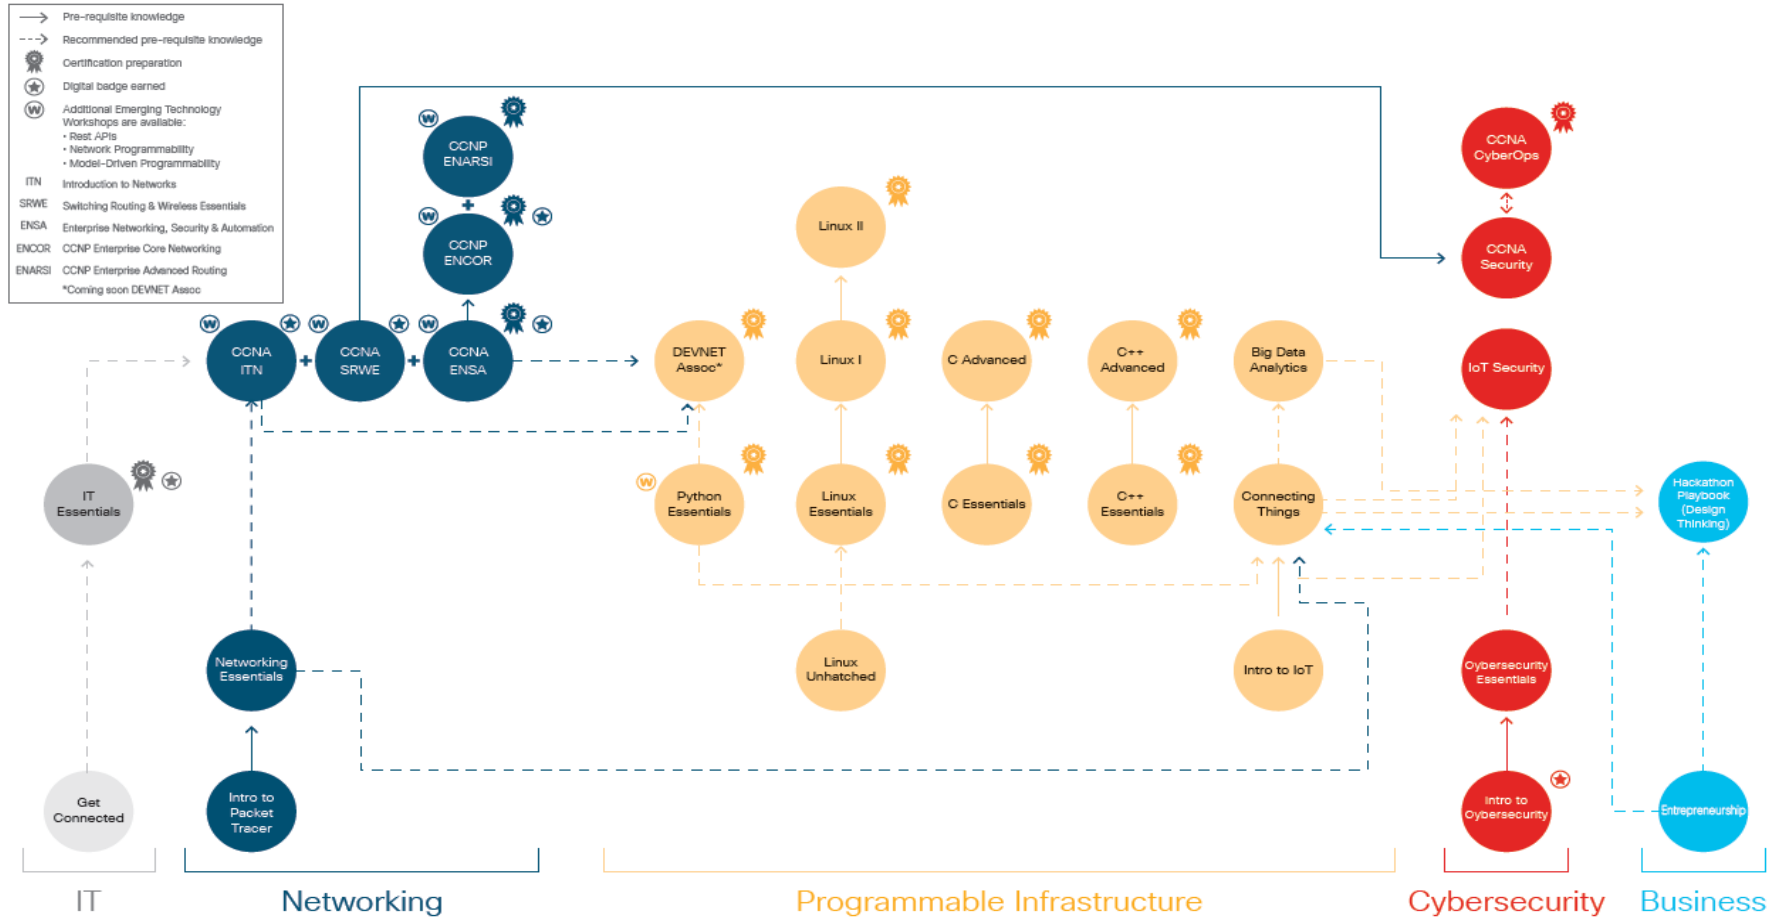 Pre-requisite knowledge
Recommended pre-requisite knowledge
Certification preparation
Digital badge earned
W Additional Emerging Technology
Workshops are available:
• Rest APIs
• Network Programmability
• Model-Driven Programmability
ITN Introduction to Networks
SRWE Switching Routing & Wireless Essentials
ENSA Enterprise Networking, Security & Automation
ENCOR CCNP Enterprise Core Networking
ENARSI CCNP Enterprise Advanced Routing
*Coming soon DEVNET Assoc
W
CCNP
ENARSI
+
W
CCNP
ENCOR
W
CCNA
ITN
+
W
CCNA
SRWE
+
W
CCNA
ENSA
IT
Essentials
Networking
Essentials
Get
Connected
Intro to
Packet
Tracer
Linux II
DEVNET
Assoc*
Linux I
C Advanced
C++
Advanced
Big Data
Analytics
W
Python
Essentials
Linux
Essentials
C Essentials
C++
Essentials
Connecting
Things
Linux
Unhatched
Intro to IoT
CCNA
CyberOps
CCNA
Security
IoT Security
Cybersecurity
Essentials
Intro to
Cybersecurity
Hackathon
Playbook
(Design
Thinking)
Entrepreneurship
IT
Networking
Programmable Infrastructure
Cybersecurity
Business